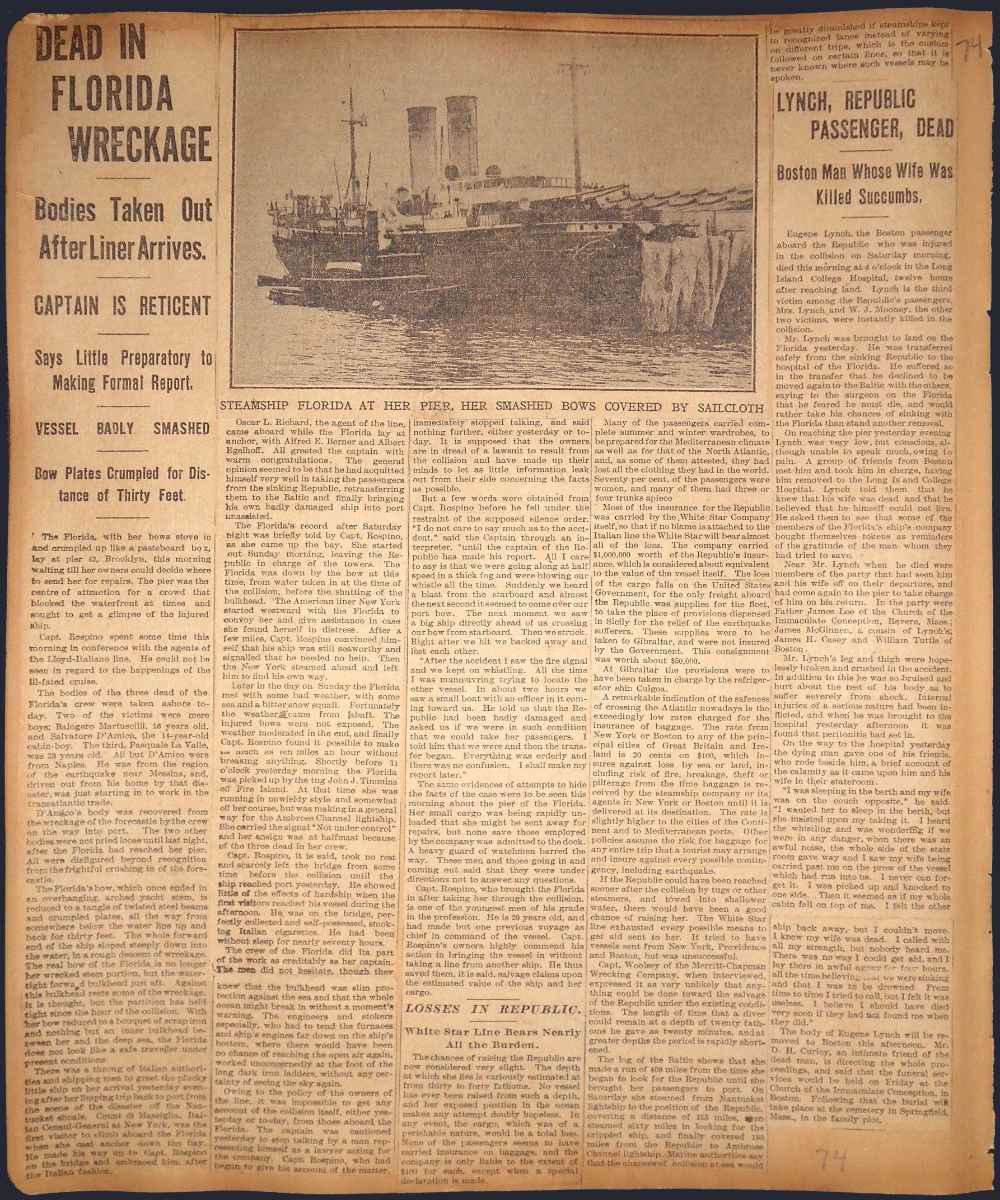 DEAD IN
FLORIDA
WRECKAGE
Bodies Taken Out
After Liner Arrives.
CAPTAIN IS RETICENT
Says Little Preparatory to
Making Formal Report.
VESSEL BADLY SMASHED
Bow Plates Crumpled for Dis-
tance of Thirty Feet.
The Florida, with her bows stove in
and crumpled up like a pasteboard box,
lay at pier 42, Brooklyn, this morning
waiting till her owners could decide where
to send her for repairs. The pier was the
centre of attraction for a crowd that
blocked the waterfront at times and
sought to get a glimpse of the injured
ship.
Capt. Rospino spent some time this
morning in conference with the agents of
the Lloyd-Italiano line. He could not be
seen in regard to the happenings of the
ill-fated cruise.
The bodies of the three dead of the
Florida's crew were taken ashore to-
day. Two of the victims were mere
boys; Balogero Martuscilli, 16 years old,
and Salvatore D'Amico, the 14-year-old
cabin-boy. The third, Pasquale La Valle,
was 23 years old. All but D'Amico were
from Naples. He was from the region
of the earthquake near Messina, and,
driven out from his home by that dis-
aster, was just starting in to work in the
transatlantic trade.
D'Amico's body was recovered from
the wreckage of the forecastle by the crew
on the way into port. The two other
bodies were not pried loose until last night,
after the Florida had reached her pier.
All were disfigured beyond recognition
from the frightful crushing in of the fore-
castle.
The Florida's bow, which once ended in
an overhanging, arched yacht stem, is
reduced to a tangle of twisted steel beams
and crumpled plates, all the way from
somewhere below the water line up and
back for thirty feet. The whole forward
end of the ship sloped steeply down into
the water, in a rough descent of wreckage.
The real bow of the Florida is no longer
her wrecked stem portion, but the water-
tight forward bulkhead just aft. Against
this bulkhead rests some of the wreckage,
it is thought, but the partition has held
tight since the hour of the collision. With
her bow reduced to a bouquet of scrap iron
and nothing but an inner bulkhead be-
tween her and the deep sea, the Florida
does not look like a safe traveller under
present conditions.
There was a throng of Italian authori-
ties and shipping men to greet the plucky
little ship on her arrival yesterday even-
ing after her limping trip back to port from
the scene of the disaster off the Nan-
tucket shoals. Count di Massiglia, Ital-
ian Consul-General at New York, was the
first visitor to climb aboard the Florida
when she cast anchor down the bay.
He made his way up to Capt. Rospino
on the bridge and embraced him after
the Italian fashion.
STEAMSHIP FLORIDA AT HER PIER, HER SMASHED BOWS COVERED BY SAILCLOTH
Oscar L. Richard, the agent of the line,
came aboard while the Florida lay at
anchor, with Alfred E. Berner and Albert
Egelhoff. All greeted the captain with
warm congratulations. The general
opinion seemed to be that he had acquitted
himself very well in taking the passengers
from the sinking Republic, retransferring
them to the Baltic and finally bringing
his own badly damaged ship into port
unassisted.
The Florida's record after Saturday
night was briefly told by Capt. Rospino,
as she came up the bay. She started
out Sunday morning, leaving the Re-
public in charge of the towers. The
Florida was down by the bow at this
time, from water taken in at the time of
the collision, before the shutting of the
bulkhead. The American liner New York
started westward with the Florida to
convoy her and give assistance in case
she found herself in distress. After a
few miles, Capt. Rospino convinced him-
self that his ship was still seaworthy and
signalled that he needed no help. Then
the New York steamed ahead and left
him to find his own way.
Later in the day on Sunday the Florida
met with some bad weather, with some
sea and a bitter snow squall. Fortunately
the weather came from abaft. The
injured bows were not exposed. The
weather moderated in the end, and finally
Capt. Rospino found it possible to make
as much as ten miles an hour without
breaking anything. Shortly before 11
o'clock yesterday morning the Florida
was picked up by the tug John J. Timmins
off Fire Island. At that time she was
running in unwieldy style and somewhat
off her course, but was making in a general
way for the Ambrose Channel lightship.
She carried the signal "Not under control"
and her ensign was at halfmast because
of the three dead in her crew.
Capt. Rospino, it is said, took no rest
and scarcely left the bridge from some
time before the collision until the
ship reached port yesterday. He showed
little of the effects of hardship when the
first visitors reached his vessel during the
afternoon. He was on the bridge, per-
fectly collected and self-possessed, smok-
ing Italian cigarettes. He had been
without sleep for nearly seventy hours.
The crew of the Florida did its part
of the work as creditably as her captain.
The men did not hesitate, though they
knew that the bulkhead was slim pro-
tection against the sea and that the whole
ocean might break in without a moment's
warning. The engineers and stokers
especially, who had to tend the furnaces
and ship's engines far down on the ship's
bottom, where there would have been
no chance of reaching the open air again,
worked unconcernedly at the foot of the
long dark iron ladders, without any cer-
tainty of seeing the sky again.
Owing to the policy of the owners of
the line, it was impossible to get any
account of the collision itself, either yes-
terday or to-day, from those aboard the
Florida. The captain was cautioned
yesterday to stop talking by a man rep-
resenting himself as a lawyer acting for
the company. Capt. Rospino, who had
begun to give his account of the matter,
immediately stopped talking, and said
nothing further, either yesterday or to-
day. It is supposed that the owners
are in dread of a lawsuit to result from
the collision and have made up their
minds to let as little information leak
out from their side concerning the facts
as possible.
But a few words were obtained from
Capt. Rospino before he fell under the
restraint of the supposed silence order.
"I do not care to say much as to the acci-
dent," said the Captain through an in-
terpreter, "until the captain of the Re-
public has made his report. All I care
to say is that we were going along at half
speed in a thick fog and were blowing our
whistle all the time. Suddenly we heard
a blast from the starboard and almost
the next second it seemed to come over our
port bow. The next moment we saw
a big ship directly ahead of us crossing
our bow from starboard. Then we struck.
Right after we hit we backed away and
lost each other.
"After the accident I saw the fire signal
and we kept on whistling. All the time
I was manœuvring trying to locate the
other vessel. In about two hours we
saw a small boat with an officer in it com-
ing toward us. He told us that the Re-
public had been badly damaged and
asked us if we were in such condition
that we could take her passengers. I
told him that we were and then the trans-
fer began. Everything was orderly and
there was no confusion. I shall make my
report later."
The same evidences of attempts to hide
the facts of the case were to be seen this
morning about the pier of the Florida.
Her small cargo was being rapidly un-
loaded that she might be sent away for
repairs, but none save those employed
by the company was admitted to the dock.
A heavy guard of watchmen barred the
way. These men and those going in and
coming out said that they were under
directions not to answer any questions.
Capt. Rospino, who brought the Florida
in after taking her through the collision,
is one of the youngest men of his grade
in the profession. He is 29 years old, and
had made but one previous voyage as
chief in command of the vessel. Capt.
Rospino's owners highly commend his
action in bringing the vessel in without
taking a line from another ship. He thus
saved them, it is said, salvage claims upon
the estimated value of the ship and her
cargo.
LOSSES IN REPUBLIC.
White Star Line Bears Nearly
All the Burden.
The chances of raising the Republic are
now considered very slight. The depth
at which she lies is variously estimated at
from thirty to forty fathoms. No vessel
has ever been raised from such a depth,
and her exposed position in the ocean
makes any attempt doubly hopeless. In
any event, the cargo, which was of a
perishable nature, would be a total loss.
None of the passengers seems to have
carried insurance on baggage, and the
company is only liable to the extent of
$100 for each, except when a special
declaration is made.
Many of the passengers carried com-
plete summer and winter wardrobes, to
be prepared for the Mediterranean climate
as well as for that of the North Atlantic,
and, as some of them attested, they had
lost all the clothing they had in the world.
Seventy per cent. of the passengers were
women, and many of them had three or
four trunks apiece.
Most of the insurance for the Republic
was carried by the White Star Company
itself, so that if no blame is attached to the
Italian line the White Star will bear almost
all of the loss. The company carried
$1,000,000 worth of the Republic's insur-
ance, which is considered about equivalent
to the value of the vessel itself. The loss
of the cargo falls on the United States
Government, for the only freight aboard
the Republic was supplies for the fleet,
to take the place of provisions disgressed
in Sicily for the relief of the earthquake
sufferers. These supplies were to be
taken to Gibraltar, and were not insured
by the Government. This consignment
was worth about $60,000.
At Gibraltar the provisions were to
have been taken in charge by the refriger-
ator ship Culgoa.
A remarkable indication of the safeness
of crossing the Atlantic nowadays is the
exceedingly low rates charged for the
insurance of baggage. The rate from
New York or Boston to any of the prin-
cipal cities of Great Britain and Ire-
land is 20 cents on $100, which in-
sures against loss by sea or land, in-
cluding risk of fire, breakage, theft or
pilferage from the time baggage is re-
ceived by the steamship company or its
agents in New York or Boston until it is
delivered at its destination. The rate is
slightly higher to the cities of the Conti-
nent and to Mediterranean ports. Other
policies assume the risk for baggage for
any entire trip that a tourist may arrange
and insure against every possible contin-
gency, including earthquake.
If the Republic could have been reached
sooner after the collision by tugs or other
steamers, and towed into shallower
water, there would have been a good
chance of raising her. The White Star
line exhausted every possible means to
get aid sent to her. It tried to have
vessels sent from New York, Providence
and Boston, but was unsuccessful.
Capt. Wooley of the Merritt-Chapman
Wrecking Company, when interviewed,
expressed it as very unlikely that any-
thing could be done toward the salvage
of the Republic under the existing condi-
tions. The length of time that a diver
could remain at a depth of twenty fath-
oms he gave as twenty minutes, and at
greater depths the period is rapidly short-
ened.
The log of the Baltic shows that she
made a run of 408 miles from the time she
began to look for the Republic until she
brought her passengers to port. On
Saturday she steamed from Nantucket
lightship to the position of the Republic,
covering a distance of 155 miles,
steamed sixty miles in looking for the
crippled ship, and finally covered 193
miles from the Republic to Ambrose
Channel lightship. Marine authorities say
that the chances of collision at sea would
be greatly diminished if steamships kept
to recognized lanes instead of varying
on different trips, which is the custom
followed on certain lines, so that it is
never known where such vessels may be
spoken.
74
LYNCH, REPUBLIC
PASSENGER, DEAD
Boston Man Whose Wife Was
Killed Succumbs.
Eugene Lynch, the Boston passenger
aboard the Republic who was injured
in the collision on Saturday morning,
died this morning at 4 o'clock in the Long
Island College Hospital, twelve hours
after reaching land. Lynch is the third
victim among the Republic's passengers,
Mrs. Lynch and W. J. Mooney, the other
two victims, were instantly killed in the
collision.
Mr. Lynch was brought to land on the
Florida yesterday. He was transferred
safely from the sinking Republic to the
hospital of the Florida. He suffered so
in the transfer that he declined to be
moved again to the Baltic with the others,
saying to the surgeon on the Florida
that he feared he must die, and would
rather take his chances of sinking with
the Florida than stand another removal.
On reaching the pier yesterday evening
Lynch was very low, but conscious, al-
though unable to speak much, owing to
pain. A group of friends from Boston
met him and took him in charge, having
him removed to the Long Island College
Hospital. Lynch told them that he
knew that his wife was dead and that he
believed that he himself could not live.
He asked them to see that some of the
members of the Florida's ship's company
bought themselves tokens as reminders
of the gratitude of the man whom they
had tried to save.
Near Mr. Lynch when he died were
members of the party that had seen him
and his wife off on their departure, and
had come again to the pier to take charge
of him on his return. In the party were
Father James Lee of the Church of the
Immaculate Conception, Revere, Mass.;
James McGlinen, a cousin of Lynch's;
James H. Casey and William Tuttle of
Boston.
Mr. Lynch's leg and thigh were hope-
lessly broken and crushed in the accident.
In addition to this he was so bruised and
hurt about the rest of his body as to
suffer severely from shock. Internal
injuries of a serious nature had been in-
flicted, and when he was brought to the
hospital yesterday afternoon it was
found that peritonitis had set in.
On the way to the hospital yesterday
the dying man gave one of his friends,
who rode beside him, a brief account of
the calamity as it came upon him and his
wife in their stateroom.
"I was sleeping in the berth and my wife
was on the couch opposite," he said.
"I wanted her to sleep in the berth, but
she insisted upon my taking it. I heard
the whistling and was wondering if we
were in any danger, when there was an
awful noise, the whole side of the state
room gave way and I saw my wife being
carried past me on the prow of the vessel
which had run into us. I never can for-
get it. I was picked up and knocked to
one side. Then it seemed as if my whole
cabin fell on top of me. I felt the other
ship back away, but I couldn't move.
I knew my wife was dead. I called with
all my strength, but nobody heard me.
There was no way I could get aid, and I
lay there in awful agony for four hours,
all the time believing we were sinking
and that I was to be drowned. From
time to time I tried to call, but I felt it was
useless. I believe I should have died
very soon if they had not found me when
they did."
The body of Eugene Lynch will be re-
moved to Boston this afternoon. Mr.
D. H. Curley, an intimate friend of the
dead man, is directing the whole pro-
ceedings, and said that the funeral ser-
vices would be held on Friday at the
Church of the Immaculate Conception, in
Boston. Following that the burial will
take place at the cemetery in Springfield,
Mass., in the family plot.
74